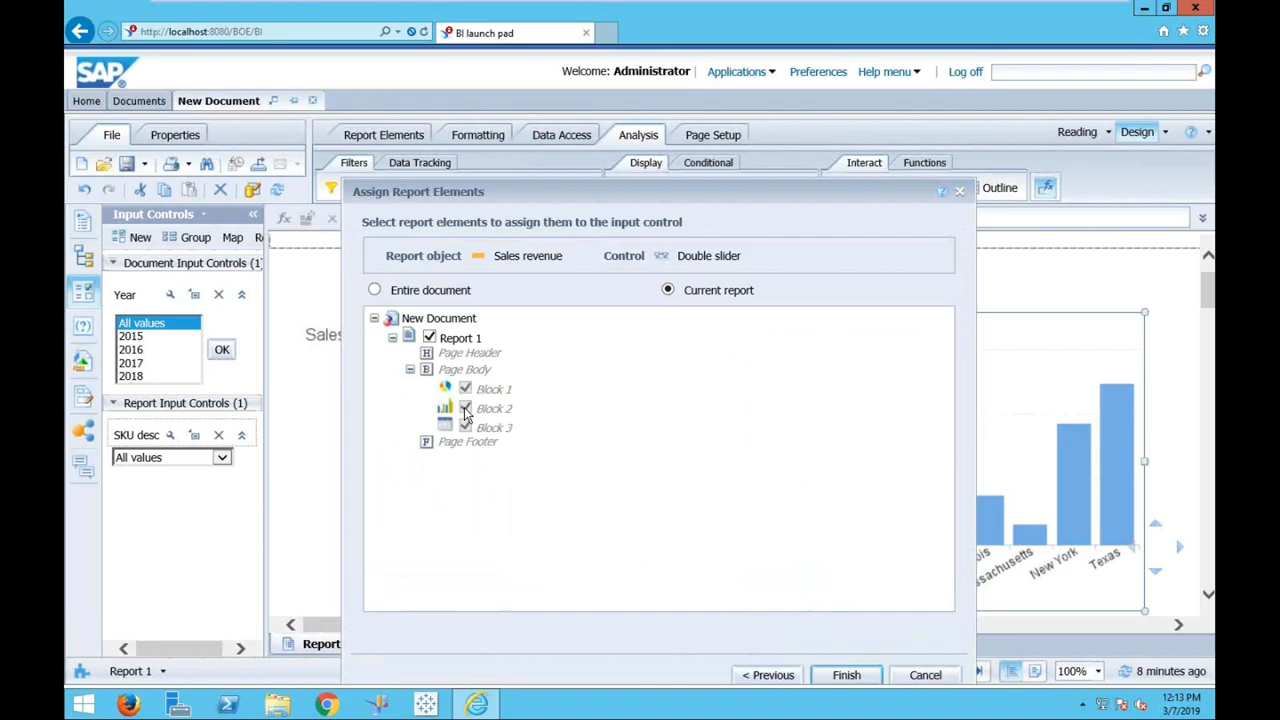 http://localhost:8080/BOE/BI
BI launch pad
SAP
Welcome: Administrator
Applications
Preferences
Help menu
Log off
Home
Documents
New Document
File
Properties
Report Elements
Formatting
Data Access
Analysis
Page Setup
Reading
Design
Filters
Data Tracking
Display
Conditional
Interact
Functions
Outline
Assign Report Elements
Select report elements to assign them to the input control
Report object
Sales revenue
Control
Double slider
Entire document
Current report
New Document
Report 1
Page Header
Page Body
Block 1
Block 2
Block 3
Page Footer
< Previous
Finish
Cancel
Input Controls
New
Group
Map
Document Input Controls (1)
Year
All values
2015
2016
2017
2018
OK
Report Input Controls (1)
SKU desc
All values
Sales
New York
Texas
Report
Report 1
100%
8 minutes ago
12:13 PM
3/7/2019